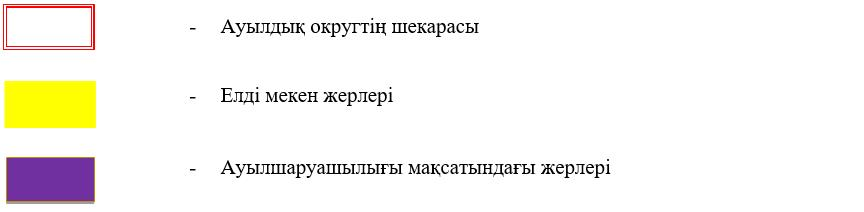 - Ауылдық округтің шекарасы
- Елді мекен жерлері
- Ауылшаруашылығы мақсатындағы жерлері